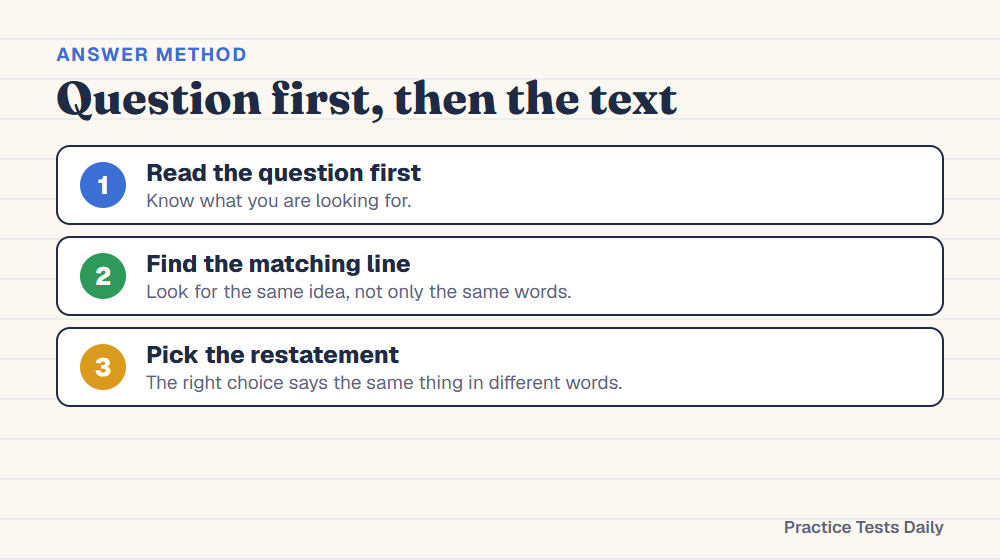 ANSWER METHOD
Question first, then the text
1
Read the question first
Know what you are looking for.
2
Find the matching line
Look for the same idea, not only the same words.
3
Pick the restatement
The right choice says the same thing in different words.
Practice Tests Daily